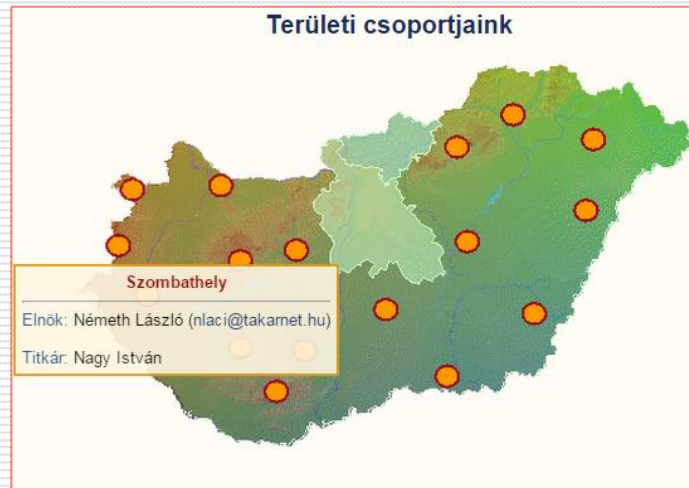 Területi csoportjaink
Szombathely
Elnök: Németh László (nlaci@takarnet.hu)
Titkár: Nagy István